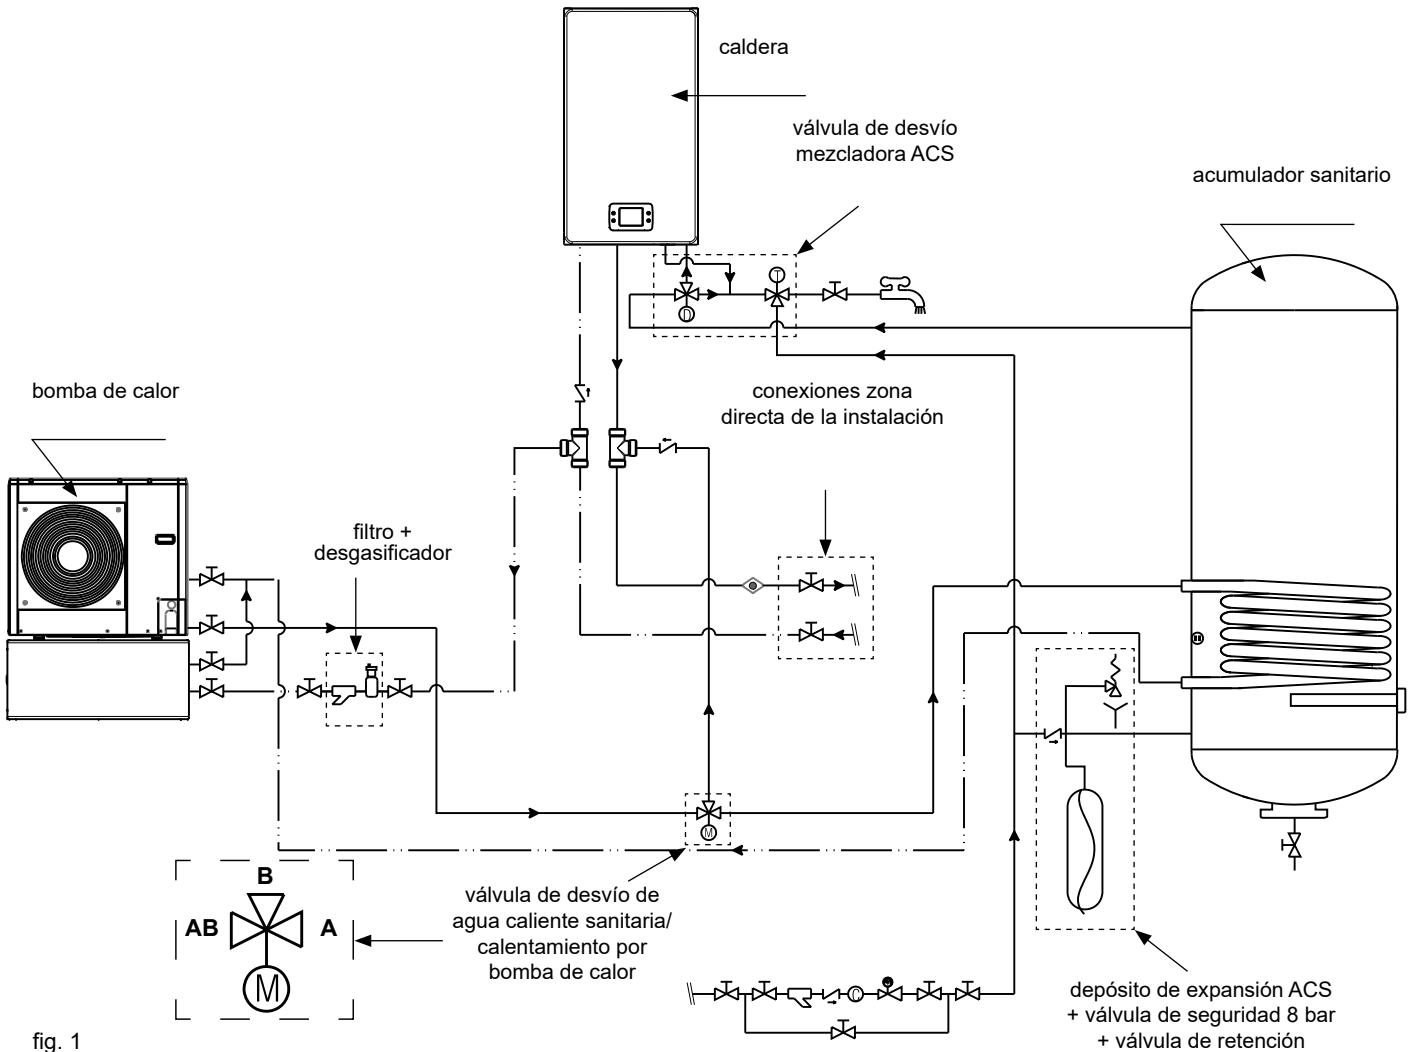 caldera
válvula de desvío
mezcladora ACS
acumulador sanitario
T
D
bomba de calor
conexiones zona
directa de la instalación
filtro +
desgasificador
M
B
AB
A
M
válvula de desvío de
agua caliente sanitaria/
calentamiento por
bomba de calor
C
depósito de expansión ACS
+ válvula de seguridad 8 bar
+ válvula de retención
fig. 1